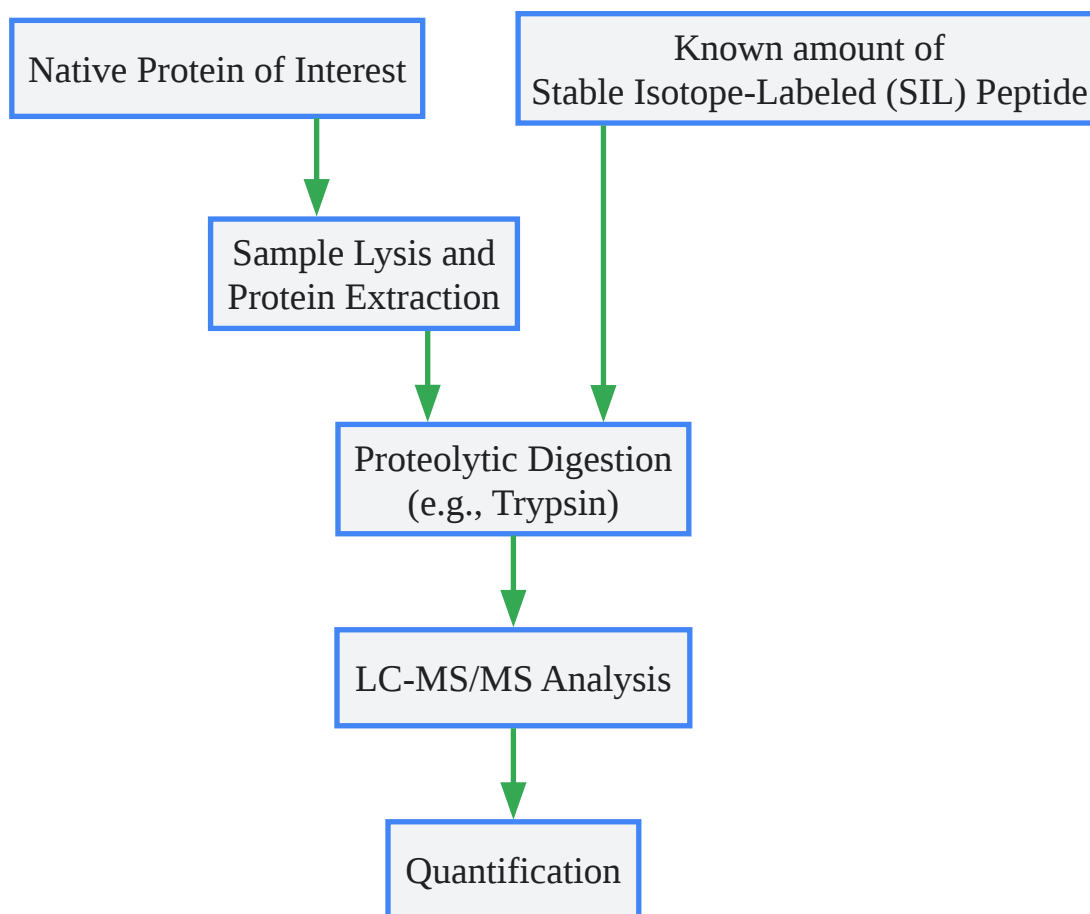 Native Protein of Interest
Known amount of
Stable Isotope-Labeled (SIL) Peptide
Sample Lysis and
Protein Extraction
Proteolytic Digestion
(e.g., Trypsin)
LC-MS/MS Analysis
Quantification